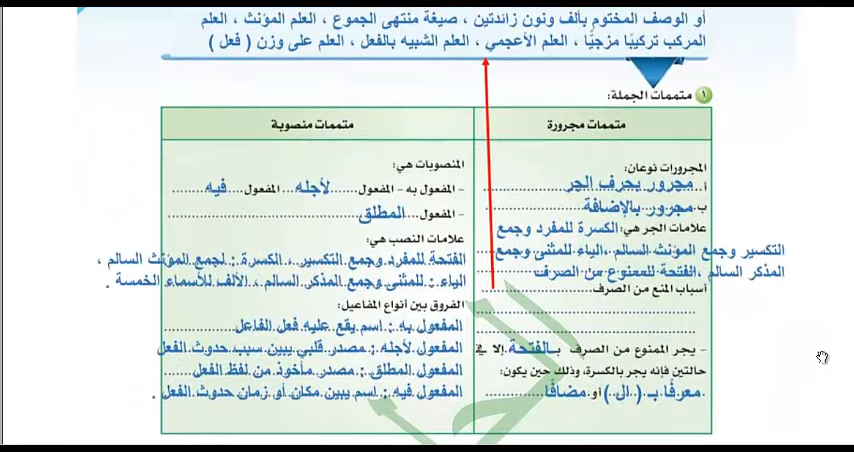 أو الوصف المختوم بألف ونون زائدتين ، صيغة منتهى الجموع ، العلم المؤنث ، العلم
المركب تركيبًا مزجيًا ، العلم الأعجمي ، العلم الشبيه بالفعل ، العلم على وزن ( فعل )
١ متممات الجملة:
متممات مجرورة
المجرورات نوعان:
أ.. مجرور بحرف الجر
ب. مجرور بالإضافة
علامات الجر هي: الكسرة للمفرد وجمع
التكسير وجمع المؤنث السالم ، الياء للمثنى وجمع
المذكر السالم ، الفتحة للممنوع من الصرف
أسباب المنع من الصرف
- يجر الممنوع من الصرف بـ الفتحة إلا في
حالتين فإنه يجر بالكسرة، وذلك حين يكون:
معرفًا بـ (ال..) أو مضافًا
متممات منصوبة
المنصوبات هي:
- المفعول به - المفعول لأجله المفعول فيه
- المفعول المطلق
علامات النصب هي:
الفتحة للمفرد وجمع التكسير ، الكسرة : لجمع المؤنث السالم ،
الياء : للمثنى وجمع المذكر السالم ، الألف للأسماء الخمسة .
الفروق بين أنواع المفاعيل:
المفعول به : اسم يقع عليه فعل الفاعل
المفعول لأجله : مصدر قلبي يبين سبب حدوث الفعل
المفعول المطلق : مصدر مأخوذ من لفظ الفعل
المفعول فيه : اسم يبين مكان أو زمان حدوث الفعل .